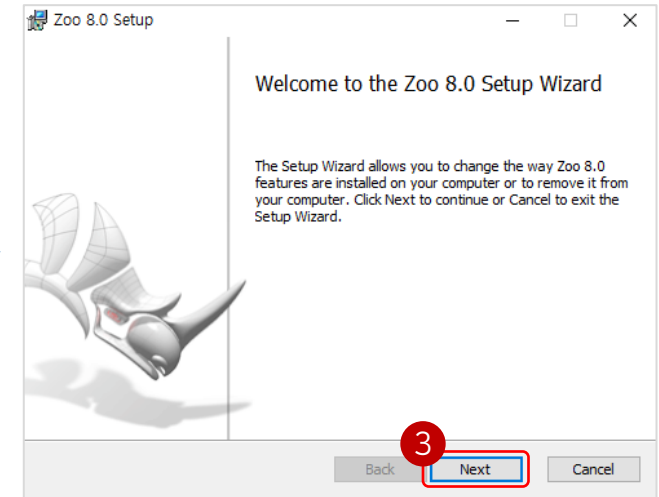 Zoo 8.0 Setup
Welcome to the Zoo 8.0 Setup Wizard
The Setup Wizard allows you to change the way Zoo 8.0
features are installed on your computer or to remove it from
your computer. Click Next to continue or Cancel to exit the
Setup Wizard.
3
Back Next Cancel